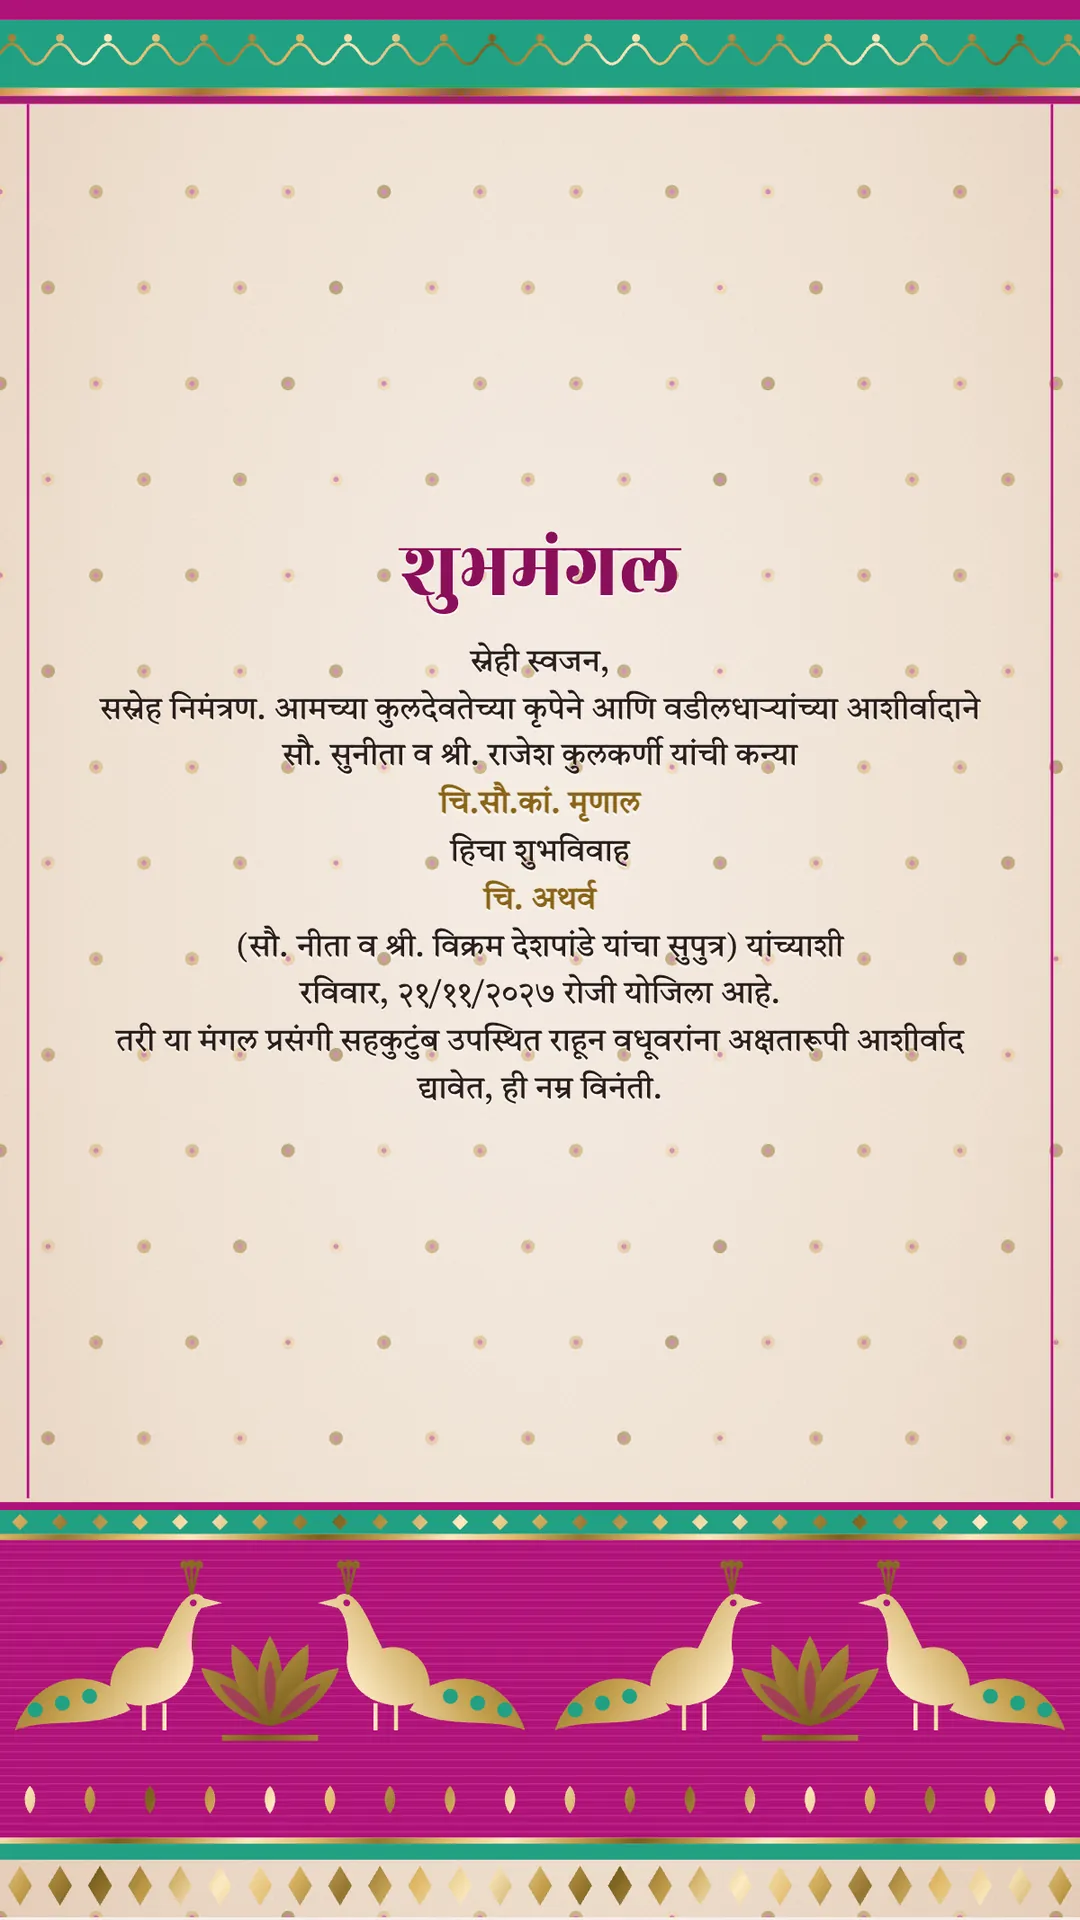 शुभमंगल
स्नेही स्वजन,
सस्नेह निमंत्रण. आमच्या कुलदेवतेच्या कृपेने आणि वडीलधाऱ्यांच्या आशीर्वादाने
सौ. सुनीता व श्री. राजेश कुलकर्णी यांची कन्या
चि.सौ.कां. मृणाल
हिचा शुभविवाह
चि. अथर्व
(सौ. नीता व श्री. विक्रम देशपांडे यांचा सुपुत्र) यांच्याशी
रविवार, २१/११/२०२७ रोजी योजिला आहे.
तरी या मंगल प्रसंगी सहकुटुंब उपस्थित राहून वधूवरांना अक्षतारूपी आशीर्वाद
द्यावेत, ही नम्र विनंती.